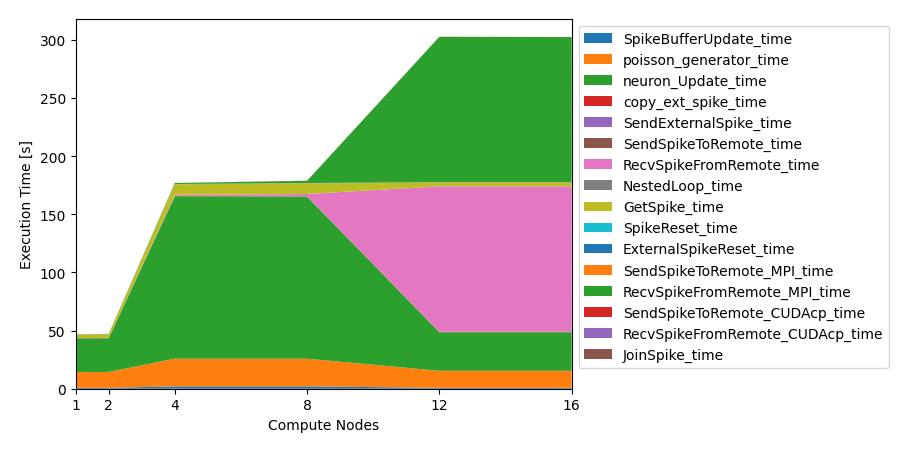 300
250
200
150
100
50
0
Execution Time [s]
1 2 4 8 12 16
Compute Nodes
SpikeBufferUpdate_time
poisson_generator_time
neuron_Update_time
copy_ext_spike_time
SendExternalSpike_time
SendSpikeToRemote_time
RecvSpikeFromRemote_time
NestedLoop_time
GetSpike_time
SpikeReset_time
ExternalSpikeReset_time
SendSpikeToRemote_MPI_time
RecvSpikeFromRemote_MPI_time
SendSpikeToRemote_CUDAcp_time
RecvSpikeFromRemote_CUDAcp_time
JoinSpike_time